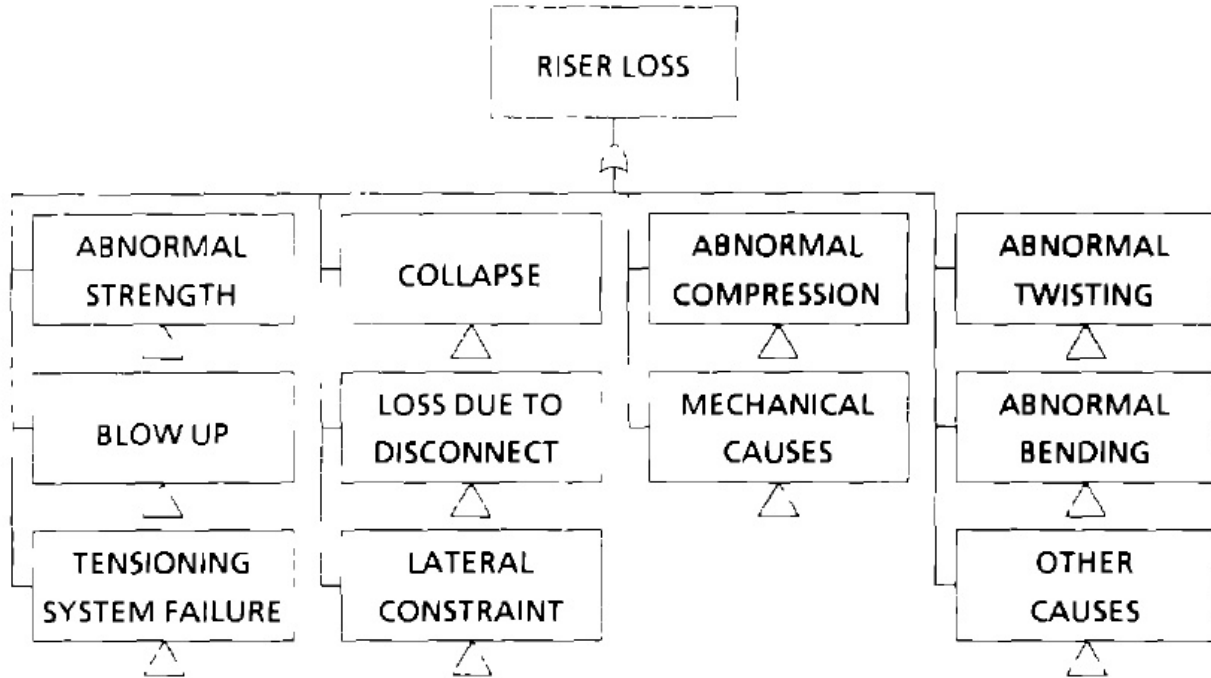 RISER LOSS
ABNORMAL
STRENGTH
COLLAPSE
ABNORMAL
COMPRESSION
ABNORMAL
TWISTING
BLOW UP
LOSS DUE TO
DISCONNECT
MECHANICAL
CAUSES
ABNORMAL
BENDING
TENSIONING
SYSTEM FAILURE
LATERAL
CONSTRAINT
OTHER
CAUSES